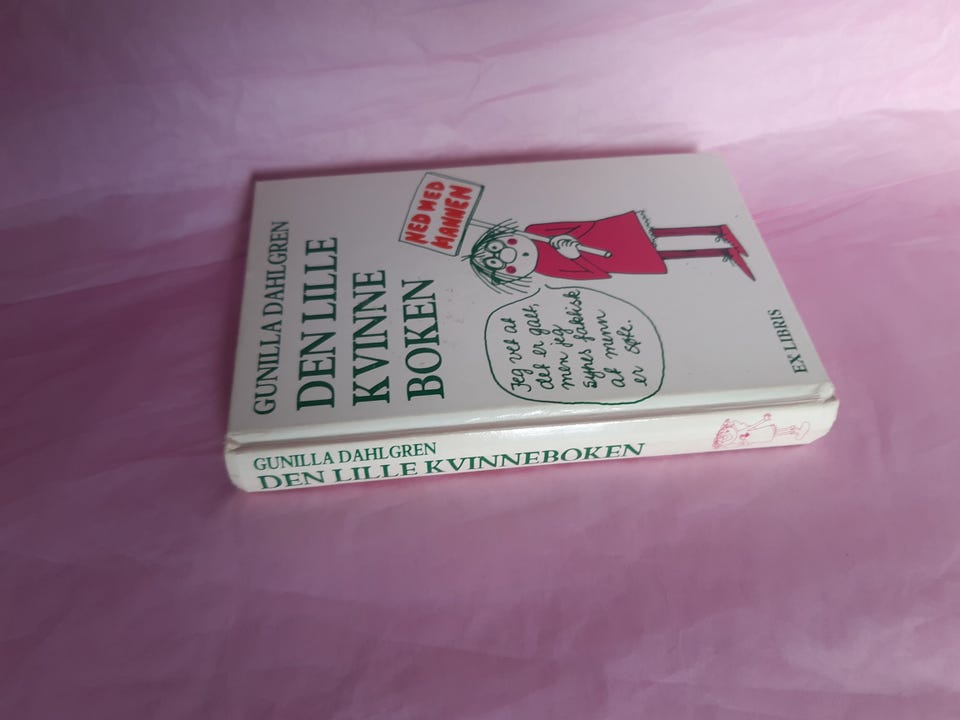 GUNILLA DAHLGREN
DEN LILLE
KVINNE
BOKEN
NED MED
MANNEN
Jeg vet at
det er galt,
men jeg
synes faktisk
at menn
er søte.
EX LIBRIS
GUNILLA DAHLGREN
DEN LILLE KVINNEBOKEN